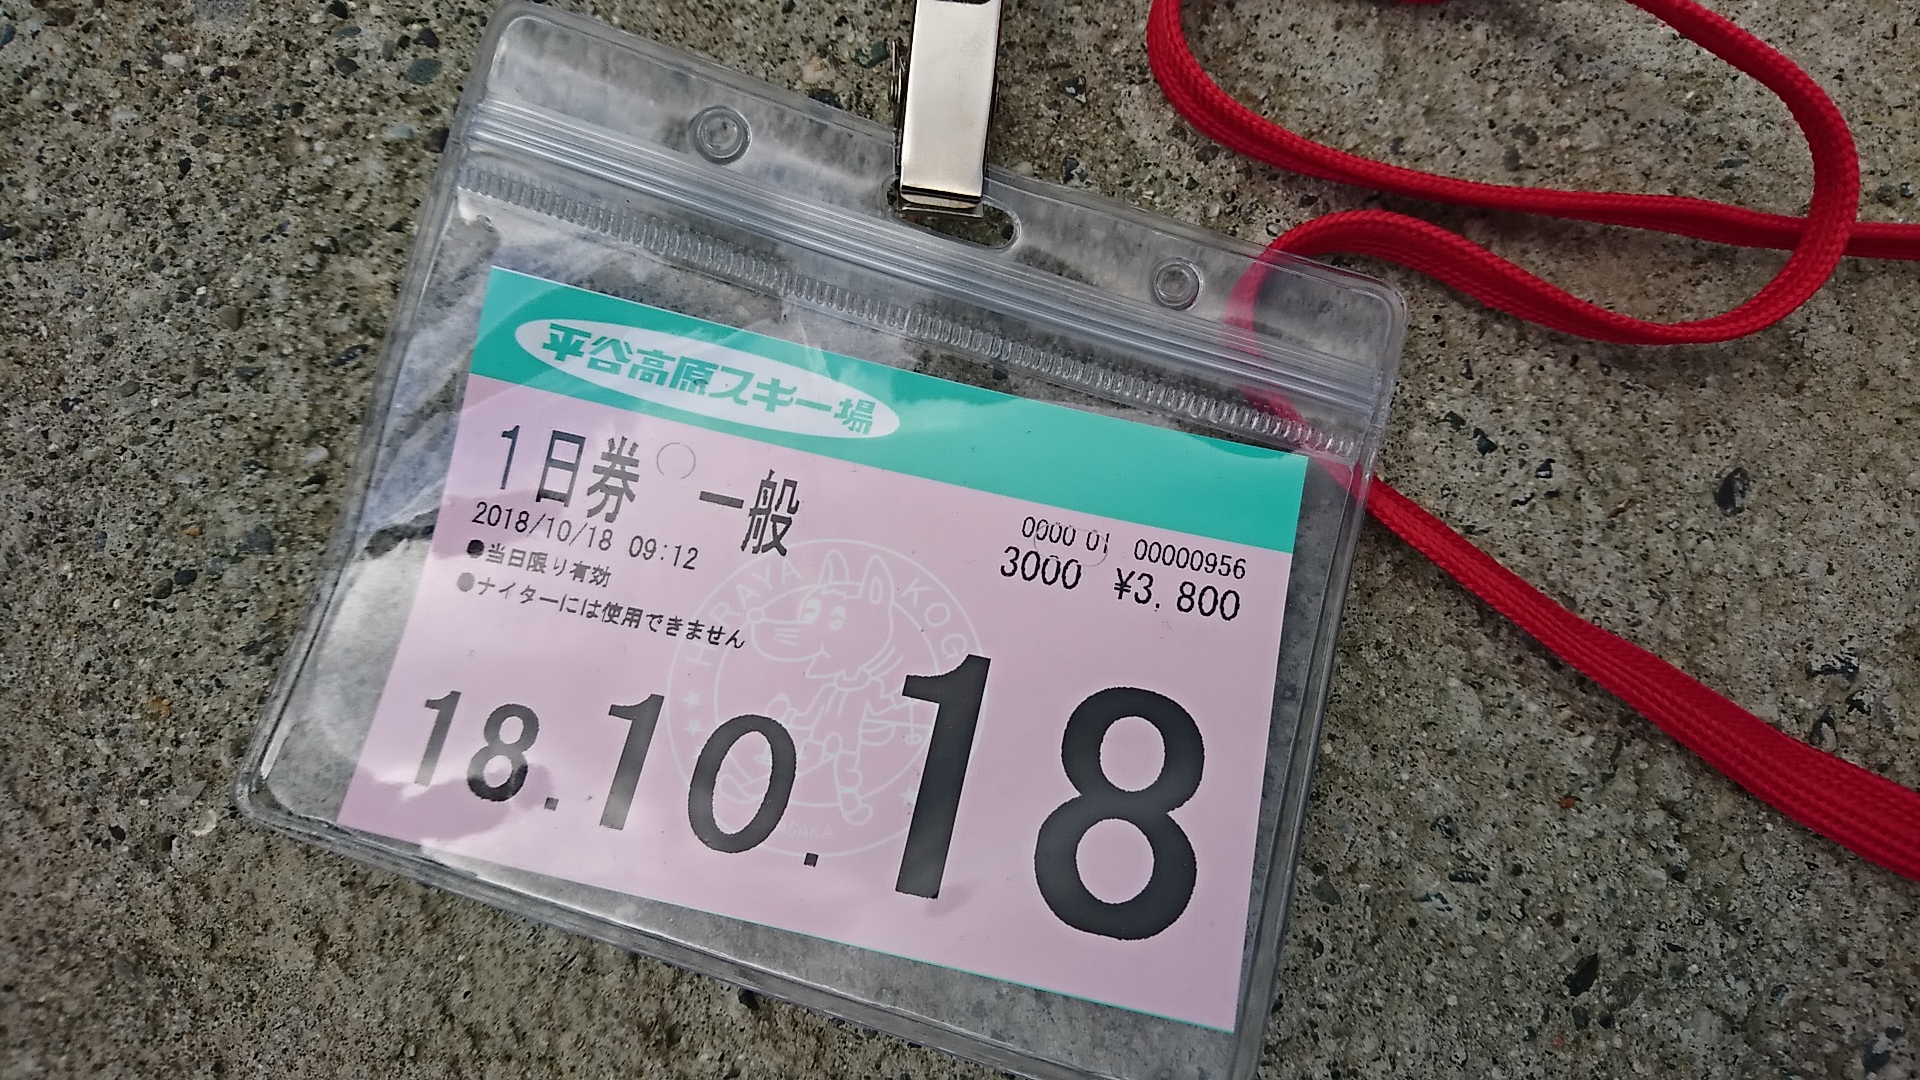 平谷高原スキー場
1日券 一般
2018/10/18 09:12
0000 01 00000956
3000 ¥3,800
●当日限り有効
●ナイターには使用できません
HIRAYA KOG
18.10.18